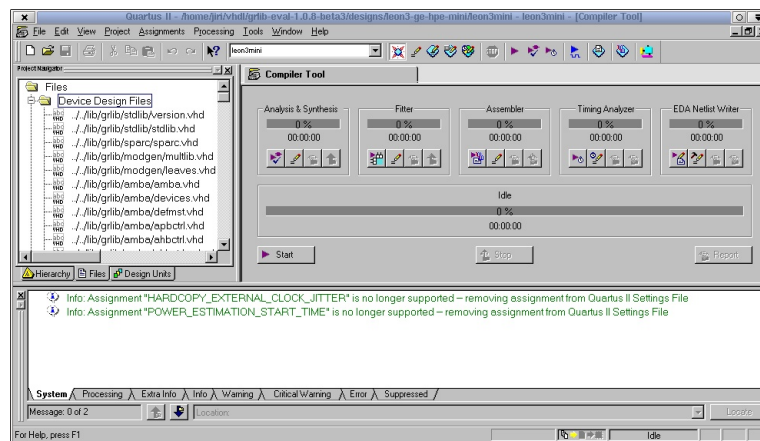 Quartus II - /home/jiri/vhdl/grlib-eval-1.0.8-beta3/designs/leon3-ge-hpe-mini/leon3mini - leon3mini - [Compiler Tool]
File Edit View Project Assignments Processing Tools Window Help
leon3mini
Project Navigator
Compiler Tool
Files
Device Design Files
../../lib/grlib/stdlib/version.vhd
../../lib/grlib/stdlib/stdlib.vhd
../../lib/grlib/sparc/sparc.vhd
../../lib/grlib/modgen/multlib.vhd
../../lib/grlib/modgen/leaves.vhd
../../lib/grlib/amba/amba.vhd
../../lib/grlib/amba/devices.vhd
../../lib/grlib/amba/defmst.vhd
../../lib/grlib/amba/apbctrl.vhd
../../lib/grlib/amba/ahbctrl.vhd
Hierarchy Files Design Units
Analysis & Synthesis Fitter Assembler Timing Analyzer EDA Netlist Writer
0 % 0 % 0 % 0 % 0 %
00:00:00 00:00:00 00:00:00 00:00:00 00:00:00
Idle
0 %
00:00:00
Start Stop Report
Info: Assignment "HARDCOPY_EXTERNAL_CLOCK_JITTER" is no longer supported – removing assignment from Quartus II Settings File
Info: Assignment "POWER_ESTIMATION_START_TIME" is no longer supported – removing assignment from Quartus II Settings File
System Processing Extra Info Info Warning Critical Warning Error Suppressed
Message: 0 of 2 Location: Locate
For Help, press F1 Idle